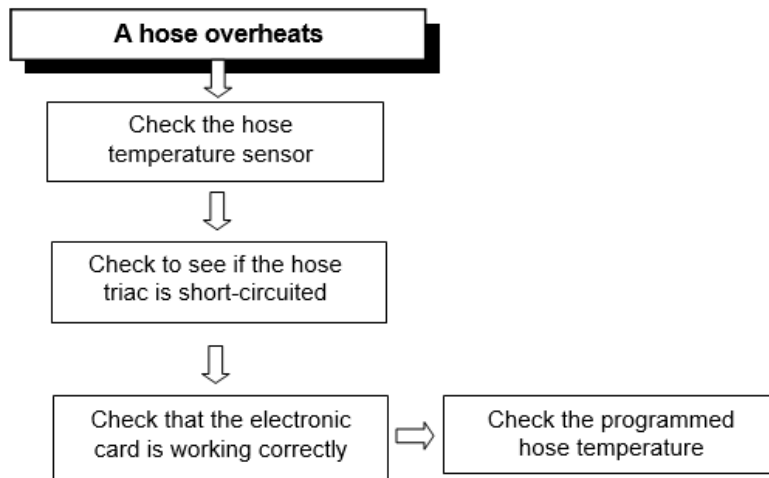 A hose overheats
Check the hose
temperature sensor
Check to see if the hose
triac is short-circuited
Check that the electronic
card is working correctly
Check the programmed
hose temperature